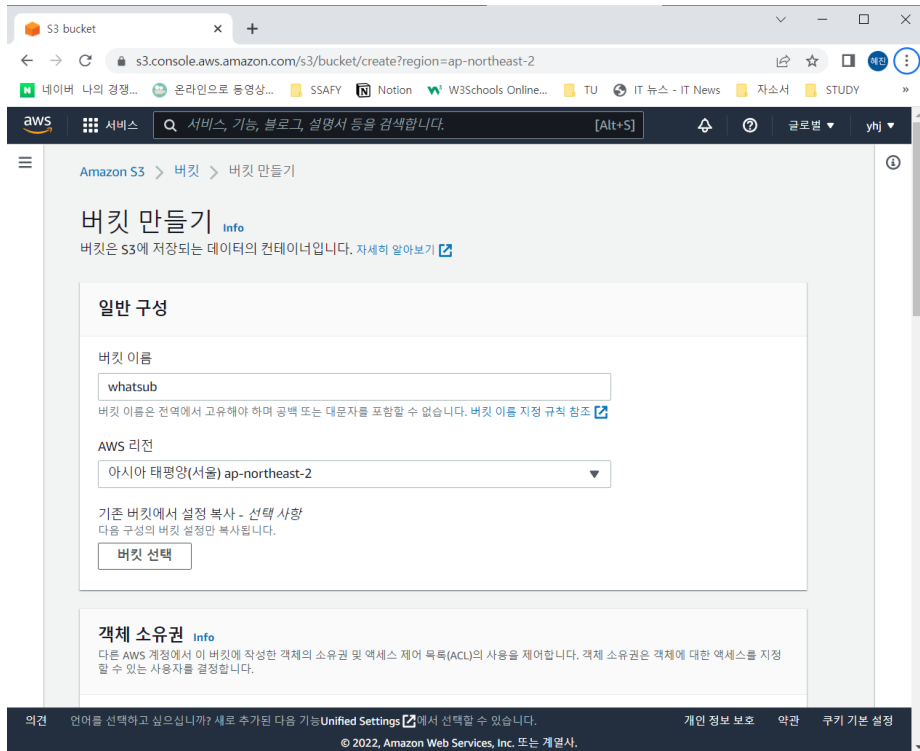 S3 bucket
s3.console.aws.amazon.com/s3/bucket/create?region=ap-northeast-2
혜진
네이버 나의 경쟁... 온라인으로 동영상... SSAFY Notion W3Schools Online... TU IT 뉴스 - IT News 자소서 STUDY »
aws 서비스 서비스, 기능, 블로그, 설명서 등을 검색합니다. [Alt+S] 글로벌 ▼ yhj ▼
Amazon S3 > 버킷 > 버킷 만들기
버킷 만들기 Info
버킷은 S3에 저장되는 데이터의 컨테이너입니다. 자세히 알아보기
일반 구성
버킷 이름
whatsub
버킷 이름은 전역에서 고유해야 하며 공백 또는 대문자를 포함할 수 없습니다. 버킷 이름 지정 규칙 참조
AWS 리전
아시아 태평양(서울) ap-northeast-2
기존 버킷에서 설정 복사 - 선택 사항
다음 구성의 버킷 설정만 복사됩니다.
버킷 선택
객체 소유권 Info
다른 AWS 계정에서 이 버킷에 작성한 객체의 소유권 및 액세스 제어 목록(ACL)의 사용을 제어합니다. 객체 소유권은 객체에 대한 액세스를 지정
할 수 있는 사용자를 결정합니다.
의견 언어를 선택하고 싶으십니까? 새로 추가된 다음 기능Unified Settings에서 선택할 수 있습니다. 개인 정보 보호 약관 쿠키 기본 설정
© 2022, Amazon Web Services, Inc. 또는 계열사.